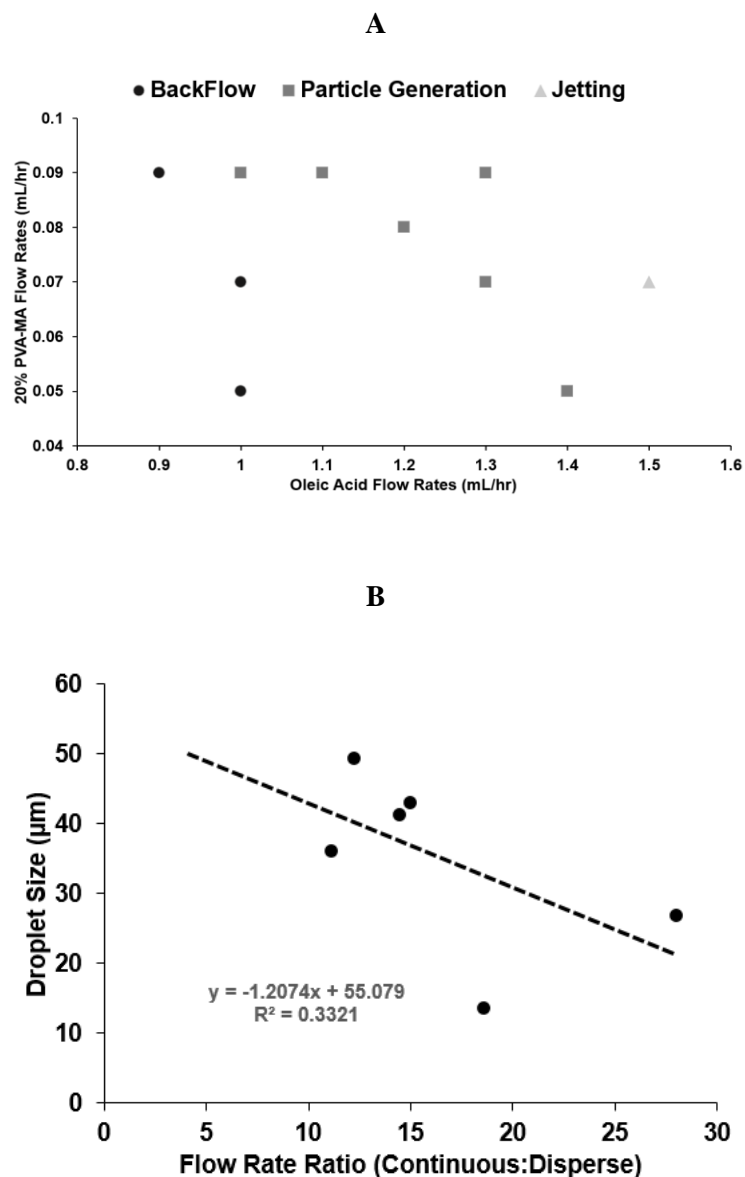 A
BackFlow Particle Generation Jetting
20% PVA-MA Flow Rates (mL/hr)
0.1
0.09
0.08
0.07
0.06
0.05
0.04
0.8 0.9 1 1.1 1.2 1.3 1.4 1.5 1.6
Oleic Acid Flow Rates (mL/hr)
B
Droplet Size (µm)
60
50
40
30
20
10
0
y = -1.2074x + 55.079
R² = 0.3321
0 5 10 15 20 25 30
Flow Rate Ratio (Continuous:Disperse)